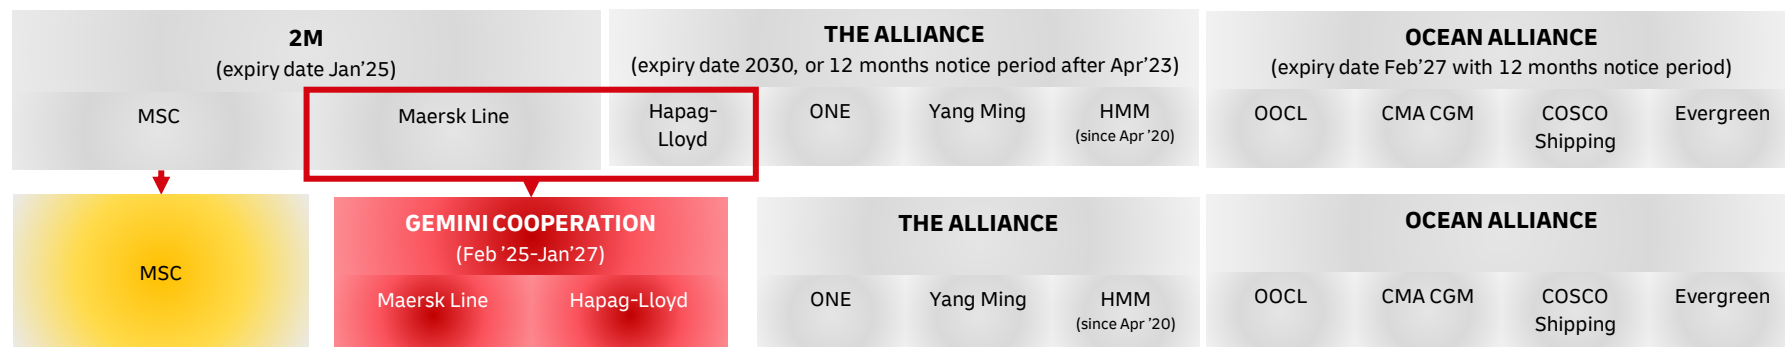 2M
(expiry date Jan’25)
MSC
Maersk Line
THE ALLIANCE
(expiry date 2030, or 12 months notice period after Apr’23)
Hapag-
Lloyd
ONE
Yang Ming
HMM
(since Apr ’20)
OCEAN ALLIANCE
(expiry date Feb’27 with 12 months notice period)
OOCL
CMA CGM
COSCO
Shipping
Evergreen
MSC
GEMINI COOPERATION
(Feb ’25-Jan’27)
Maersk Line
Hapag-Lloyd
THE ALLIANCE
ONE
Yang Ming
HMM
(since Apr ’20)
OCEAN ALLIANCE
OOCL
CMA CGM
COSCO
Shipping
Evergreen